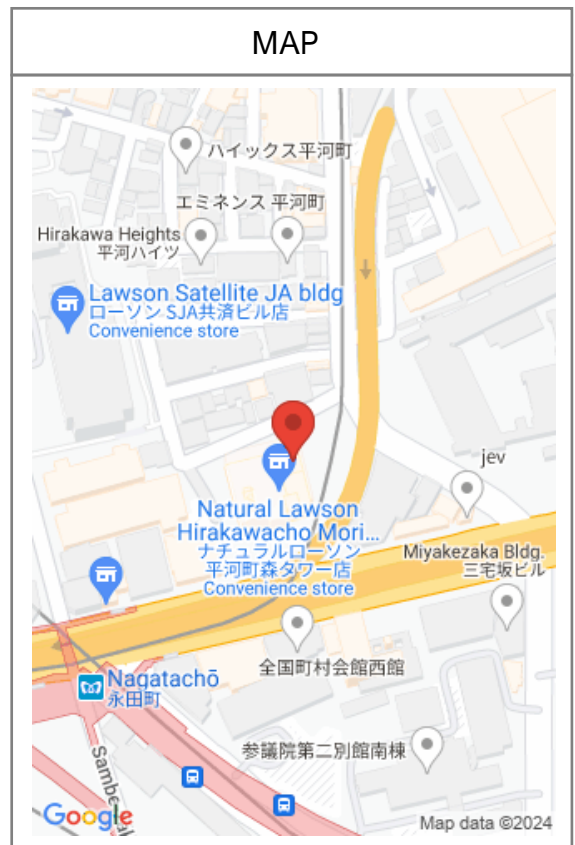 MAP
ハイックス平河町
エミネンス 平河町
Hirakawa Heights
平河ハイツ
Lawson Satellite JA bldg
ローソン SJA共済ビル店
Convenience store
jev
Natural Lawson
Hirakawacho Mori...
ナチュラルローソン
平河町森タワー店
Convenience store
Miyakezaka Bldg.
三宅坂ビル
全国町村会館西館
Nagatachō
永田町
参議院第二別館南棟
Google
Map data ©2024